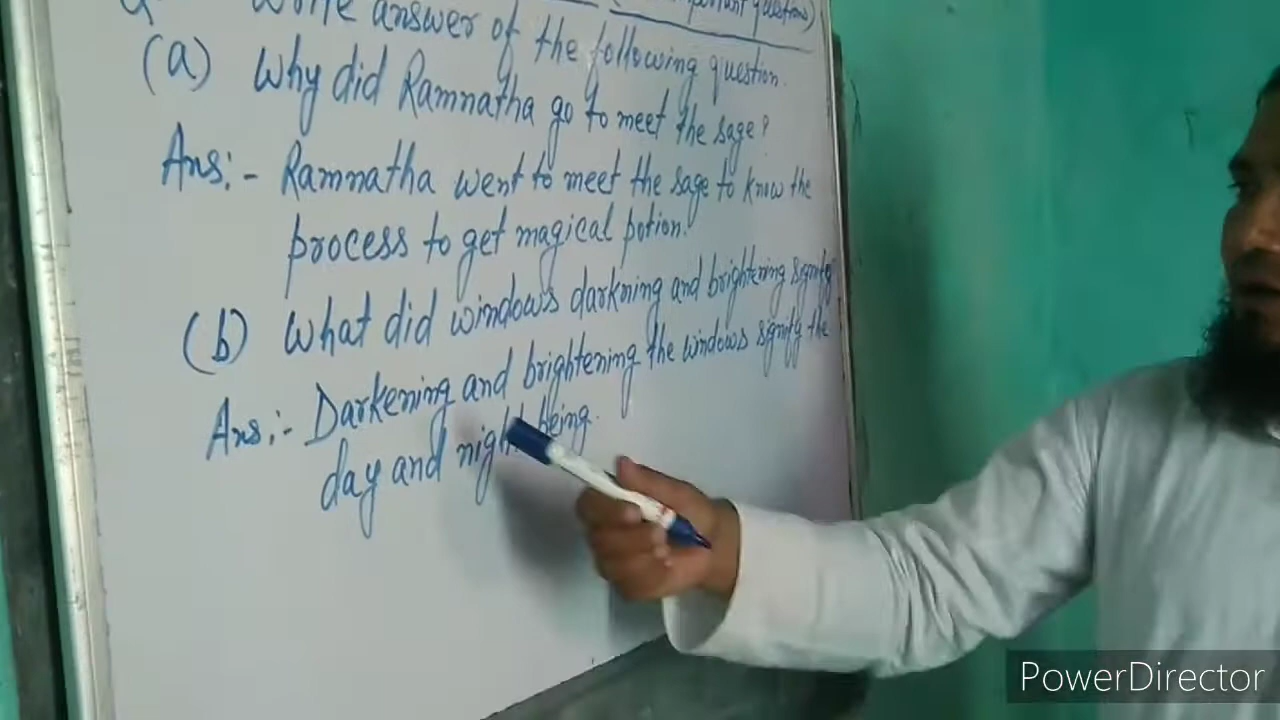 Write answer of the following question.
(a) Why did Ramnatha go to meet the sage?
Ans:- Ramnatha went to meet the sage to know the
process to get magical potion.
(b) What did windows darkning and brightening signify
Ans:- Darkening and brightening the windows signify the
day and night being.
PowerDirector